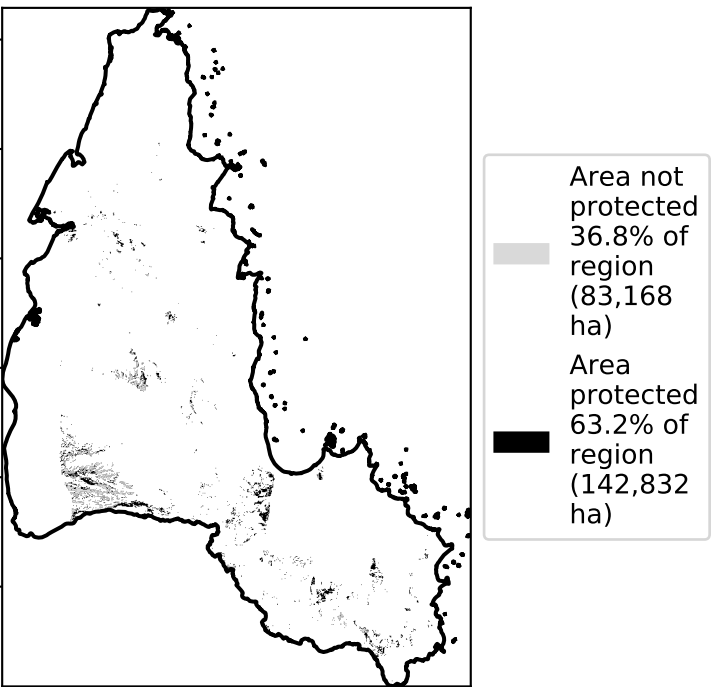 Area not
protected
36.8% of
region
(83,168
ha)
Area
protected
63.2% of
region
(142,832
ha)